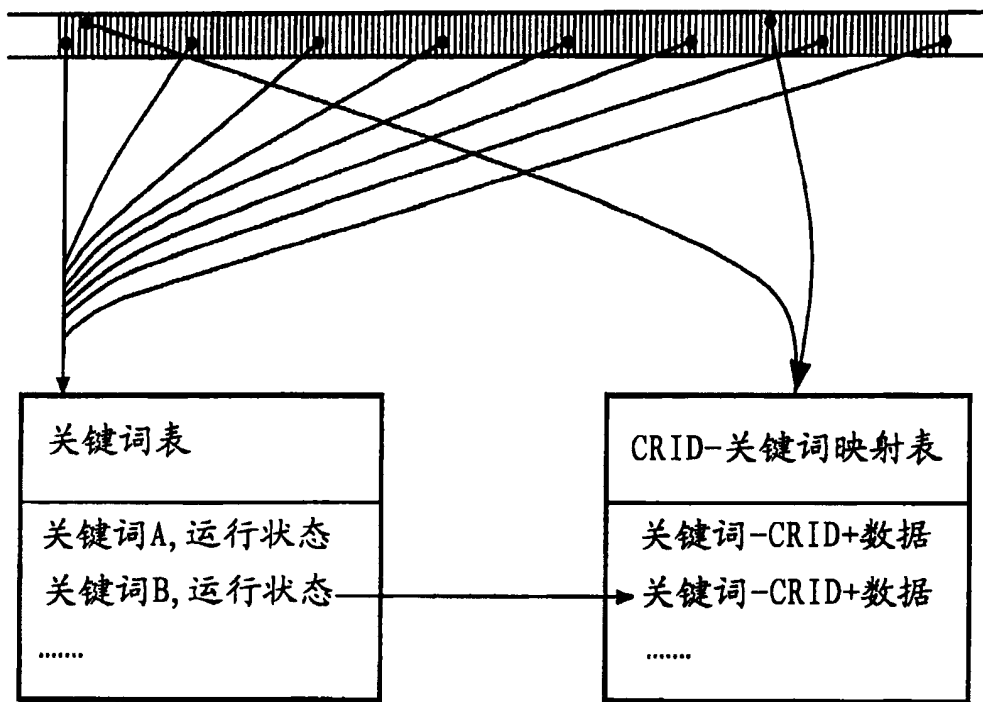 关键词表
关键词A,运行状态
关键词B,运行状态
.......
CRID-关键词映射表
关键词-CRID+数据
关键词-CRID+数据
.......